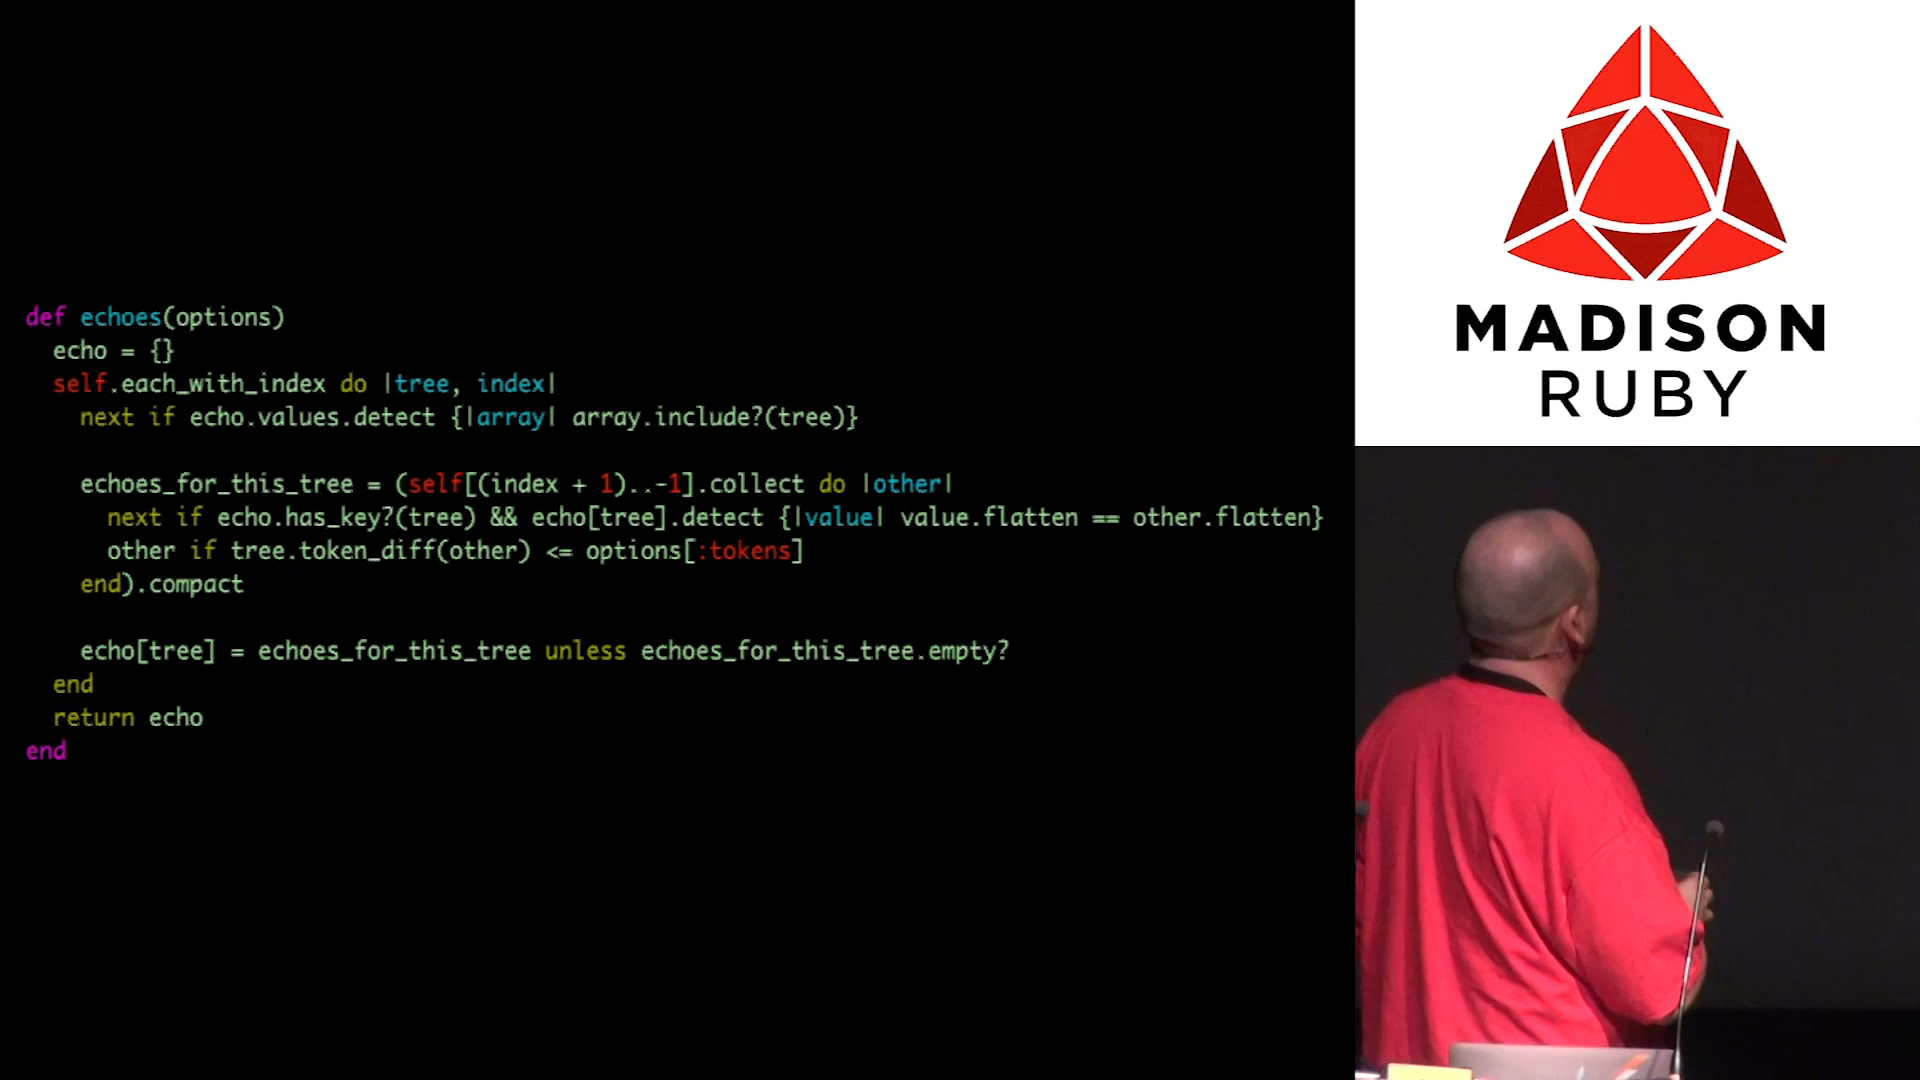 def echoes(options)
  echo = {}
  self.each_with_index do |tree, index|
    next if echo.values.detect {|array| array.include?(tree)}

    echoes_for_this_tree = (self[(index + 1)..-1].collect do |other|
      next if echo.has_key?(tree) && echo[tree].detect {|value| value.flatten == other.flatten}
      other if tree.token_diff(other) <= options[:tokens]
    end).compact

    echo[tree] = echoes_for_this_tree unless echoes_for_this_tree.empty?
  end
  return echo
end
MADISON
RUBY